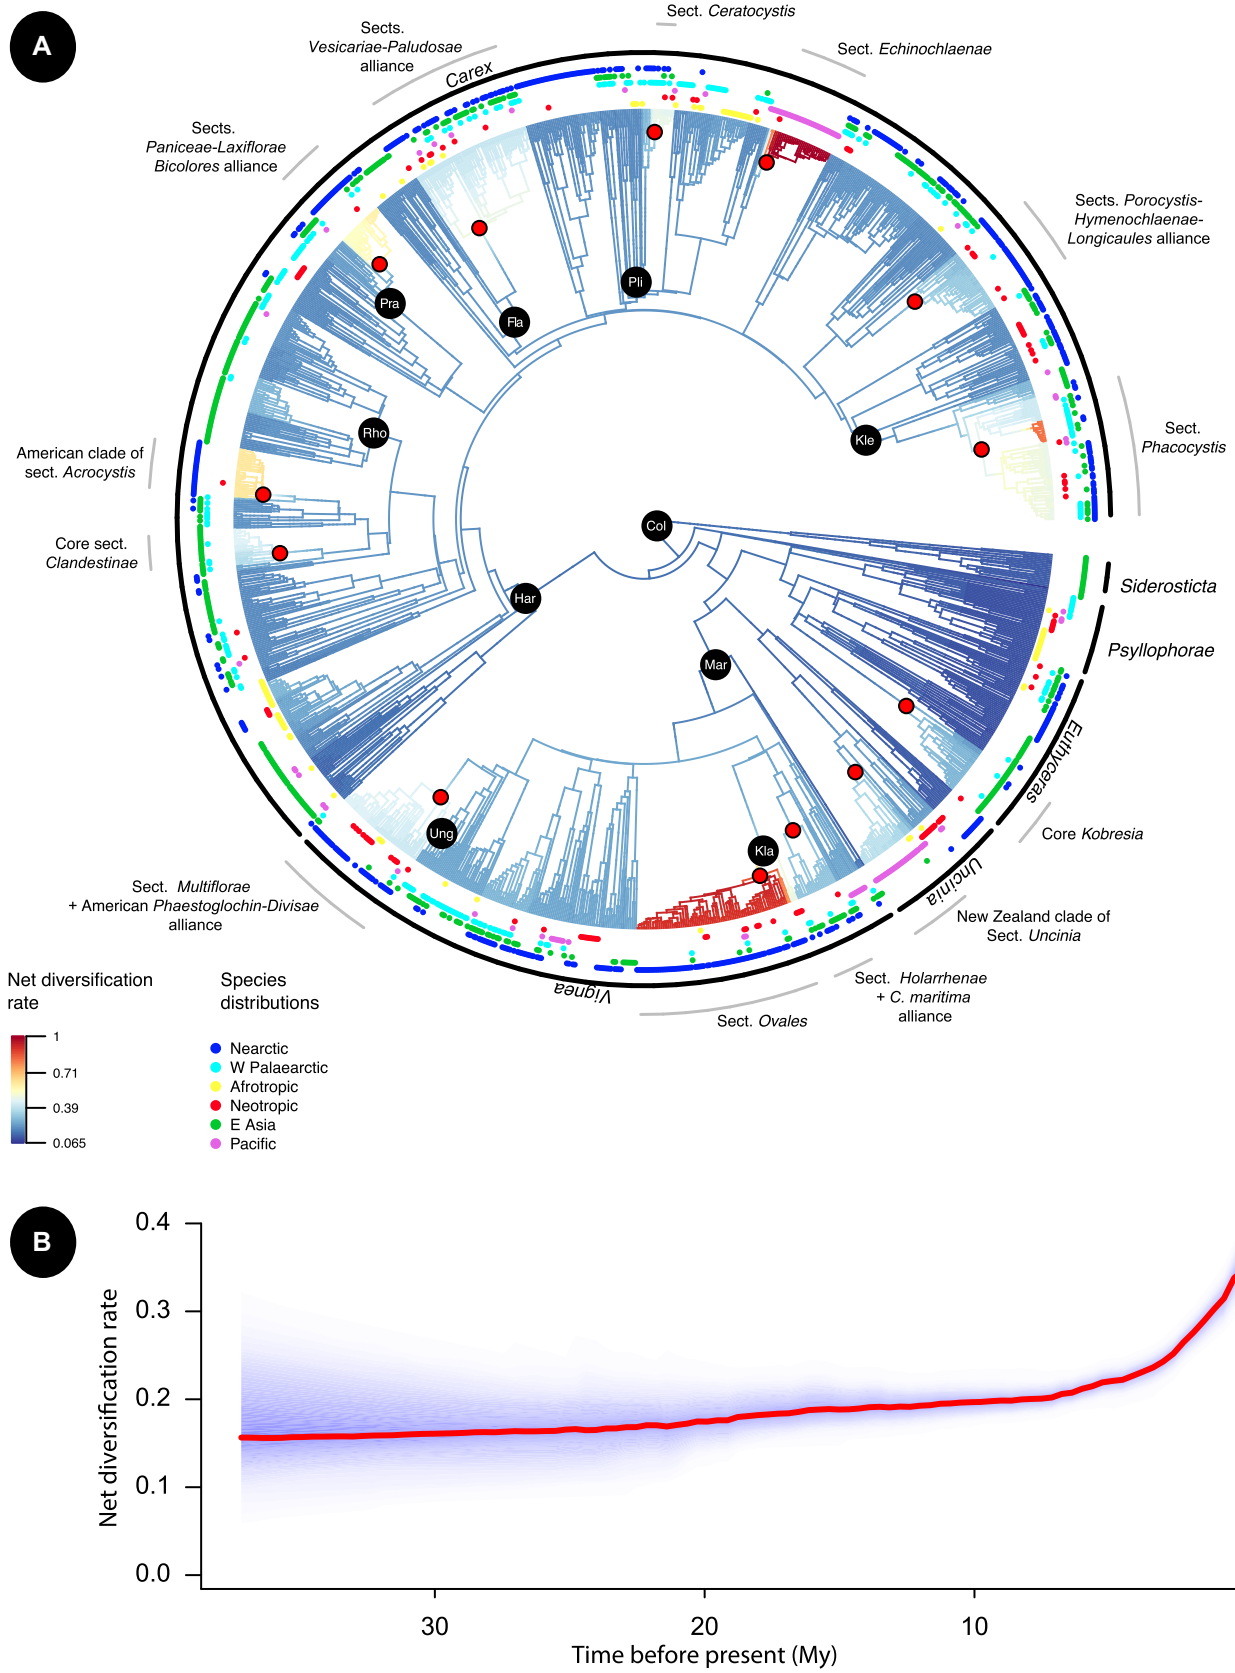 A
Sect. Ceratocystis
Sects.
Vesicariae-Paludosae
alliance
Sect. Echinochlaenae
Carex
Sects.
Paniceae-Laxiflorae
Bicolores alliance
Sects. Porocystis-
Hymenochlaenae-
Longicaules alliance
Pli
Pra
Fla
Rho
Kle
American clade of
sect. Acrocystis
Sect.
Phacocystis
Col
Core sect.
Clandestinae
Siderosticta
Har
Psyllophorae
Mar
Euthyceras
Ung
Kla
Core Kobresia
Uncinia
Sect. Multiflorae
+ American Phaestoglochin-Divisae
alliance
New Zealand clade of
Sect. Uncinia
Vignea
Sect. Holarrhenae
+ C. maritima
alliance
Sect. Ovales
Net diversification
rate
1
0.71
0.39
0.065
Species
distributions
Nearctic
W Palaearctic
Afrotropic
Neotropic
E Asia
Pacific
B
Net diversification rate
0.4
0.3
0.2
0.1
0.0
30
20
10
Time before present (My)